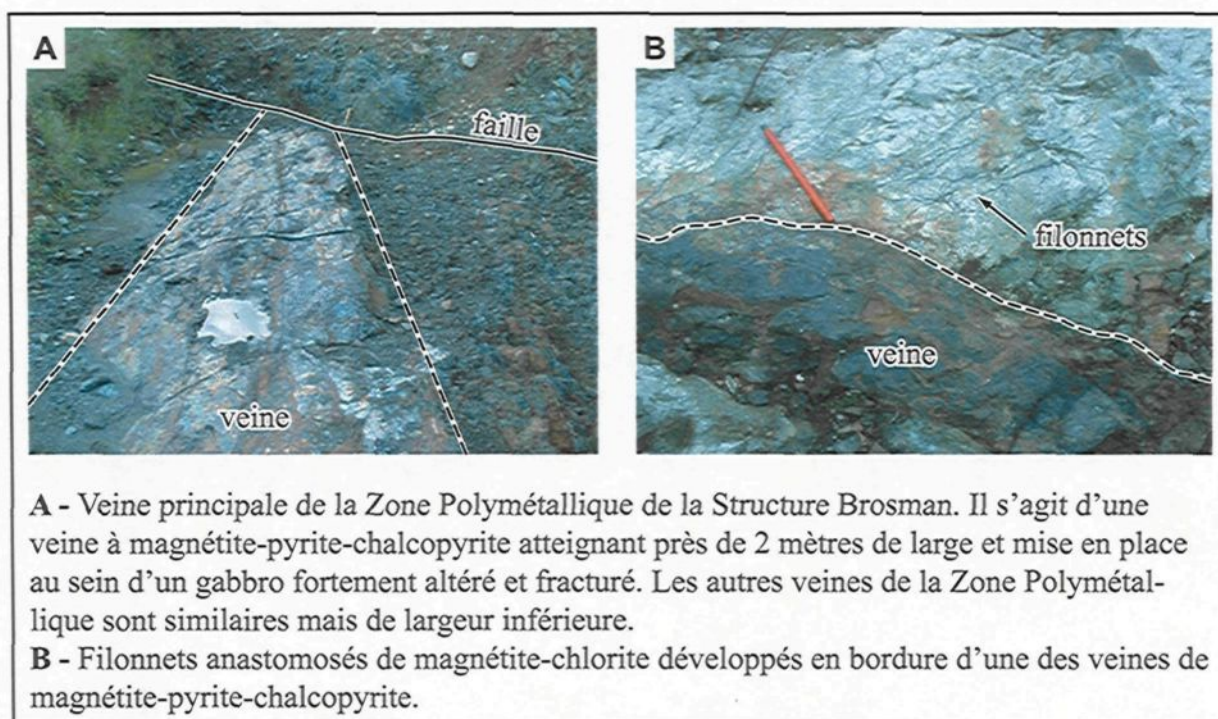 A
faille
veine
B
filonnets
veine
A - Veine principale de la Zone Polymétallique de la Structure Brosman. Il s'agit d'une
veine à magnétite-pyrite-chalcopyrite atteignant près de 2 mètres de large et mise en place
au sein d'un gabbro fortement altéré et fracturé. Les autres veines de la Zone Polymétal-
lique sont similaires mais de largeur inférieure.
B - Filonnets anastomosés de magnétite-chlorite développés en bordure d'une des veines de
magnétite-pyrite-chalcopyrite.